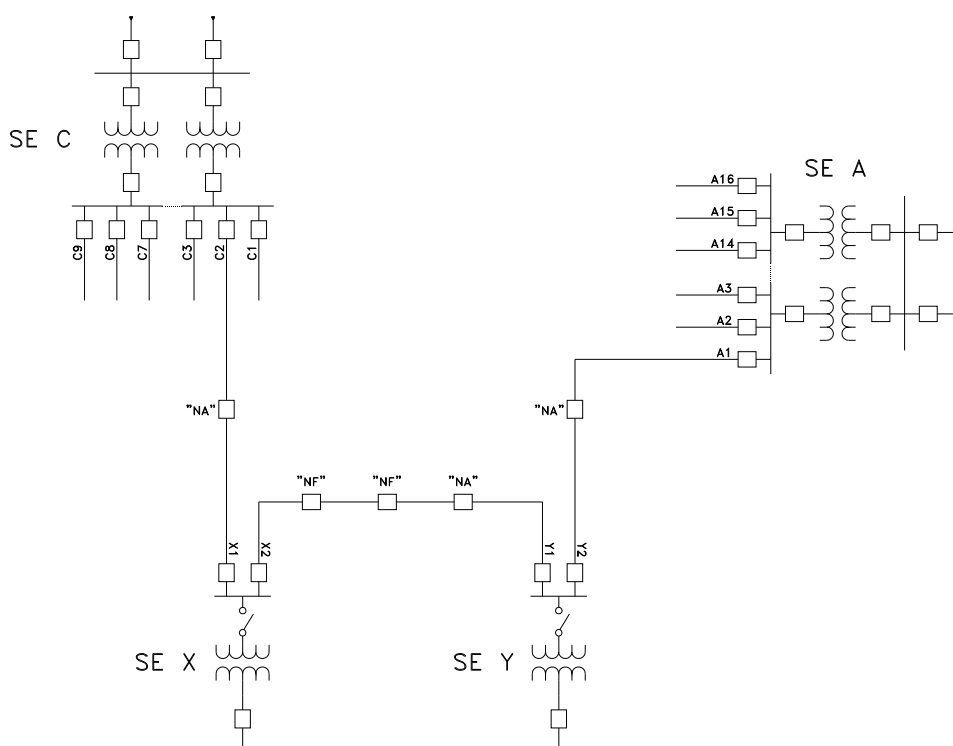 SE C
SE A
A16
A15
A14
A3
A2
A1
C9
C8
C7
C3
C2
C1
"NA"
"NA"
"NF"
"NF"
"NA"
X1
X2
Y1
Y2
SE X
SE Y